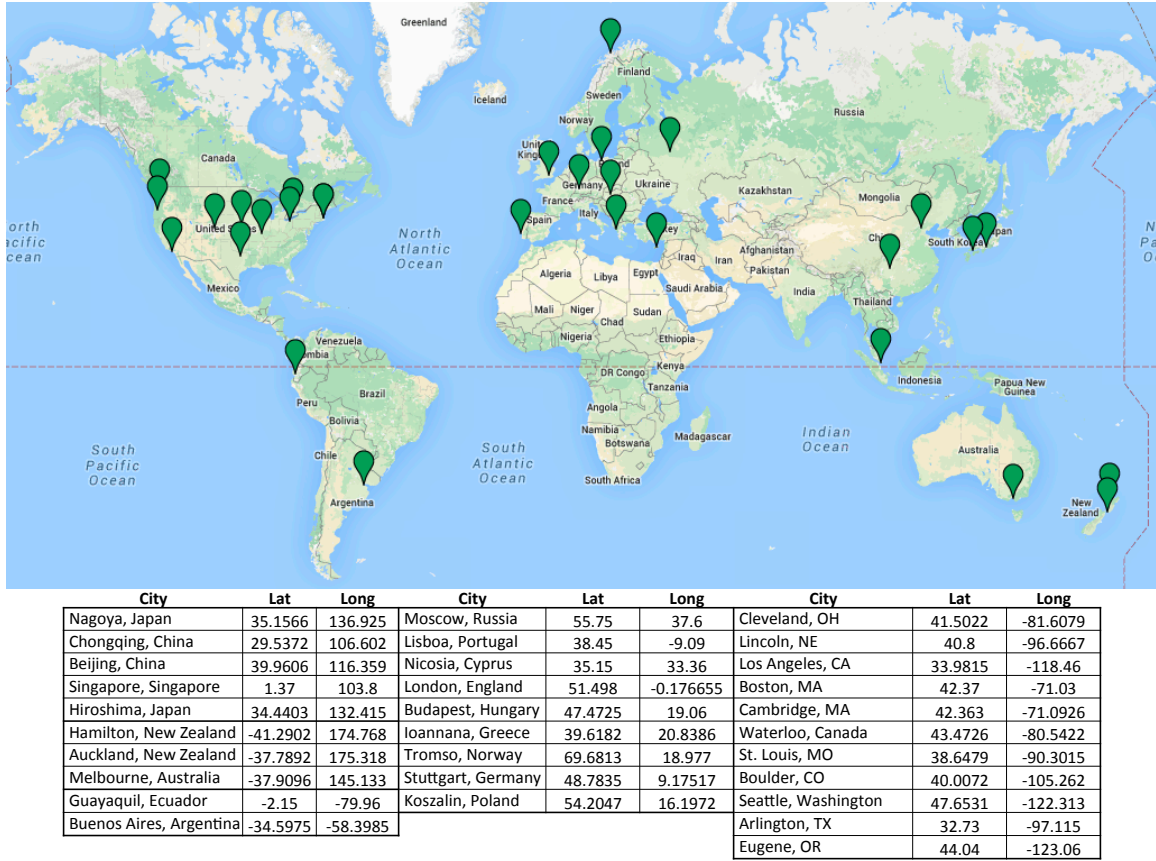 Greenland
Iceland
Finland
Sweden
Norway
Russia
Canada
Ukraine
Germany
France
Italy
Spain
Kazakhstan
Mongolia
United S
South Korea
North
Atlantic
Ocean
Mexico
Algeria
Libya
Egypt
Iraq
Iran
Afghanistan
Pakistan
Saudi Arabia
India
Thailand
Mali
Niger
Chad
Sudan
Nigeria
Ethiopia
Venezuela
DR Congo
Kenya
Tanzania
Indonesia
Papua New
Guinea
Peru
Brazil
Bolivia
Angola
Namibia
Botswana
Madagascar
South Africa
South
Pacific
Ocean
Chile
Argentina
South
Atlantic
Ocean
Indian
Ocean
Australia
New
Zealand
City Lat Long City Lat Long City Lat Long
Nagoya, Japan 35.1566 136.925 Moscow, Russia 55.75 37.6 Cleveland, OH 41.5022 -81.6079
Chongqing, China 29.5372 106.602 Lisboa, Portugal 38.45 -9.09 Lincoln, NE 40.8 -96.6667
Beijing, China 39.9606 116.359 Nicosia, Cyprus 35.15 33.36 Los Angeles, CA 33.9815 -118.46
Singapore, Singapore 1.37 103.8 London, England 51.498 -0.176655 Boston, MA 42.37 -71.03
Hiroshima, Japan 34.4403 132.415 Budapest, Hungary 47.4725 19.06 Cambridge, MA 42.363 -71.0926
Hamilton, New Zealand -41.2902 174.768 Ioannana, Greece 39.6182 20.8386 Waterloo, Canada 43.4726 -80.5422
Auckland, New Zealand -37.7892 175.318 Tromso, Norway 69.6813 18.977 St. Louis, MO 38.6479 -90.3015
Melbourne, Australia -37.9096 145.133 Stuttgart, Germany 48.7835 9.17517 Boulder, CO 40.0072 -105.262
Guayaquil, Ecuador -2.15 -79.96 Koszalin, Poland 54.2047 16.1972 Seattle, Washington 47.6531 -122.313
Buenos Aires, Argentina -34.5975 -58.3985 Arlington, TX 32.73 -97.115
Eugene, OR 44.04 -123.06